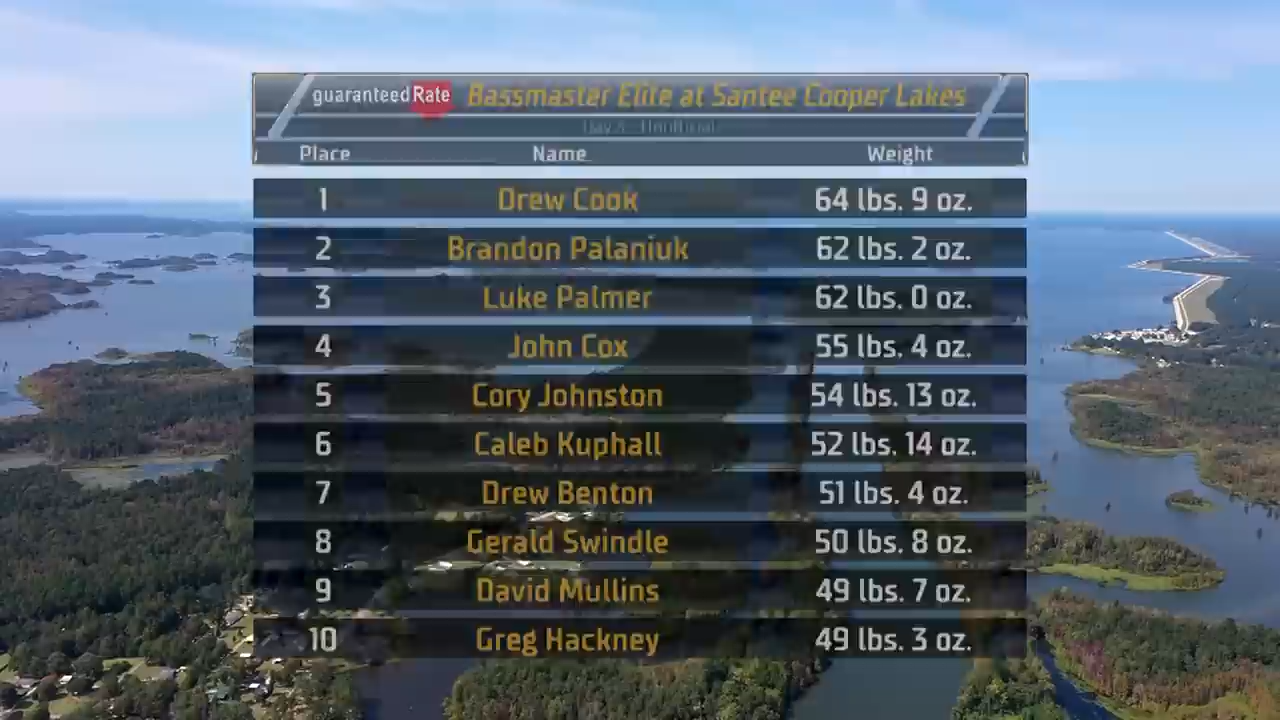 guaranteedRate Bassmaster Elite at Santee Cooper Lakes
Place Name Weight
1 Drew Cook 64 lbs. 9 oz.
2 Brandon Palaniuk 62 lbs. 2 oz.
3 Luke Palmer 62 lbs. 0 oz.
4 John Cox 55 lbs. 4 oz.
5 Cory Johnston 54 lbs. 13 oz.
6 Caleb Kuphall 52 lbs. 14 oz.
7 Drew Benton 51 lbs. 4 oz.
8 Gerald Swindle 50 lbs. 8 oz.
9 David Mullins 49 lbs. 7 oz.
10 Greg Hackney 49 lbs. 3 oz.